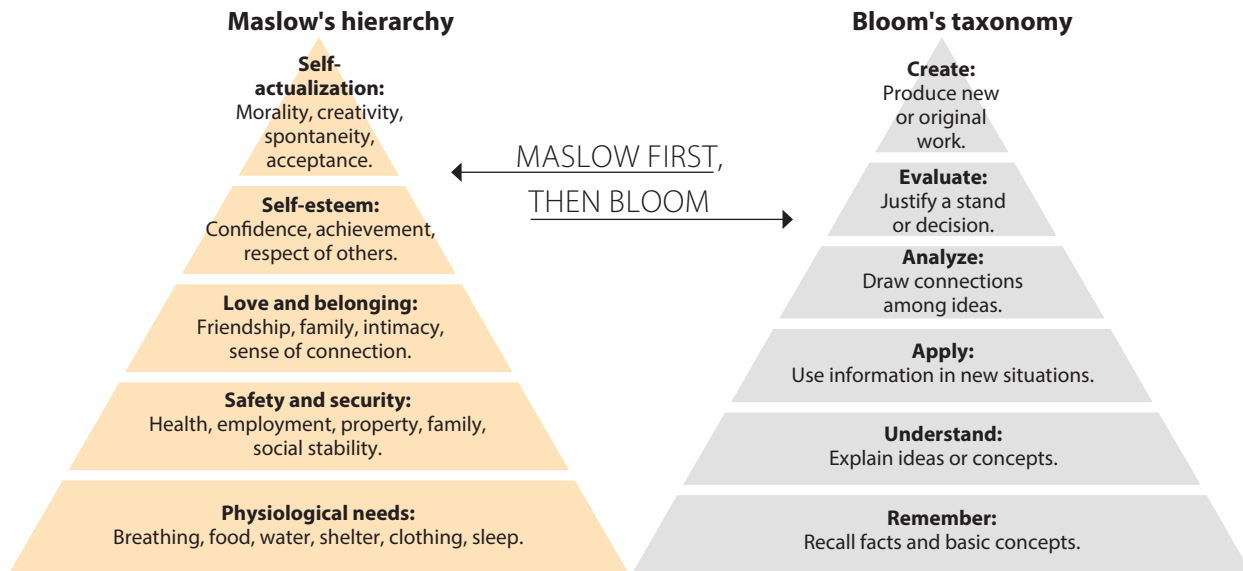 Maslow's hierarchy
Self-
actualization:
Morality, creativity,
spontaneity,
acceptance.
Self-esteem:
Confidence, achievement,
respect of others.
Love and belonging:
Friendship, family, intimacy,
sense of connection.
Safety and security:
Health, employment, property, family,
social stability.
Physiological needs:
Breathing, food, water, shelter, clothing, sleep.
MASLOW FIRST,
THEN BLOOM
Bloom's taxonomy
Create:
Produce new
or original
work.
Evaluate:
Justify a stand
or decision.
Analyze:
Draw connections
among ideas.
Apply:
Use information in new situations.
Understand:
Explain ideas or concepts.
Remember:
Recall facts and basic concepts.